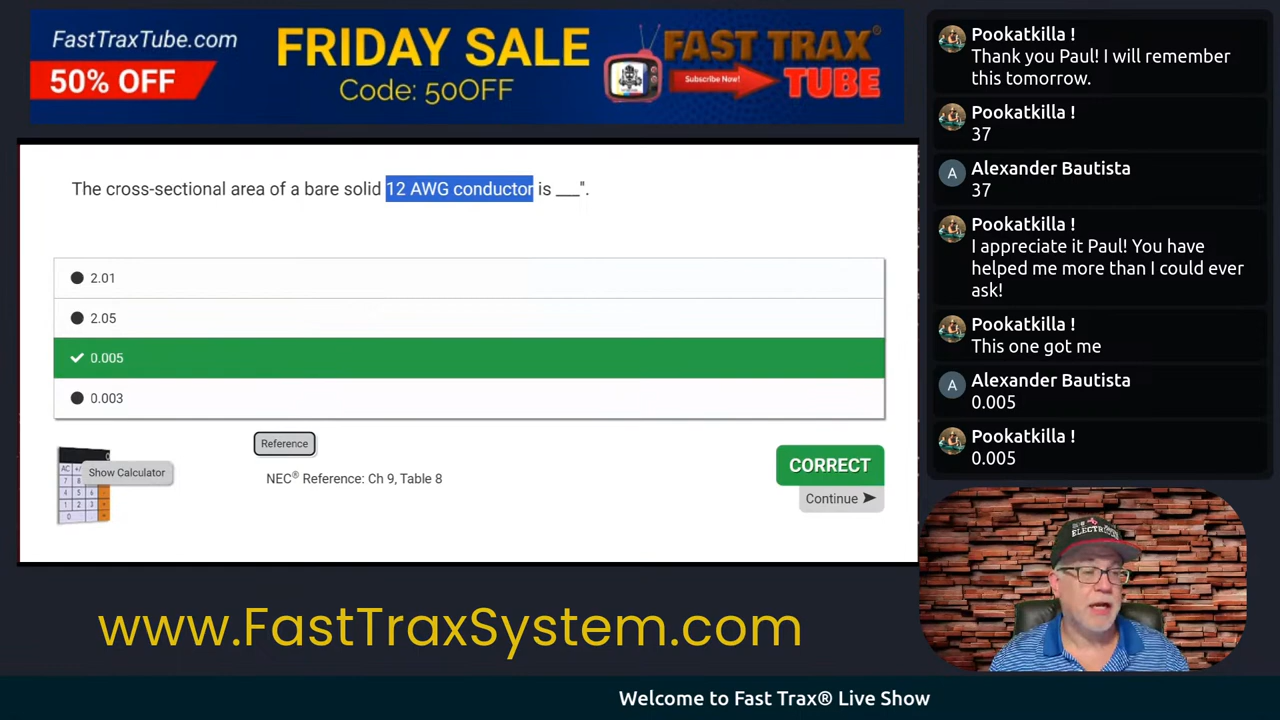 FastTraxTube.com
50% OFF
FRIDAY SALE
Code: 50OFF
FAST TRAX®
Subscribe Now!
TUBE
The cross-sectional area of a bare solid 12 AWG conductor is ___".
2.01
2.05
0.005
0.003
Reference
Show Calculator
NEC® Reference: Ch 9, Table 8
CORRECT
Continue
www.FastTraxSystem.com
Pookatkilla !
Thank you Paul! I will remember
this tomorrow.
Pookatkilla !
37
A
Alexander Bautista
37
Pookatkilla !
I appreciate it Paul! You have
helped me more than I could ever
ask!
Pookatkilla !
This one got me
A
Alexander Bautista
0.005
Pookatkilla !
0.005
Welcome to Fast Trax® Live Show